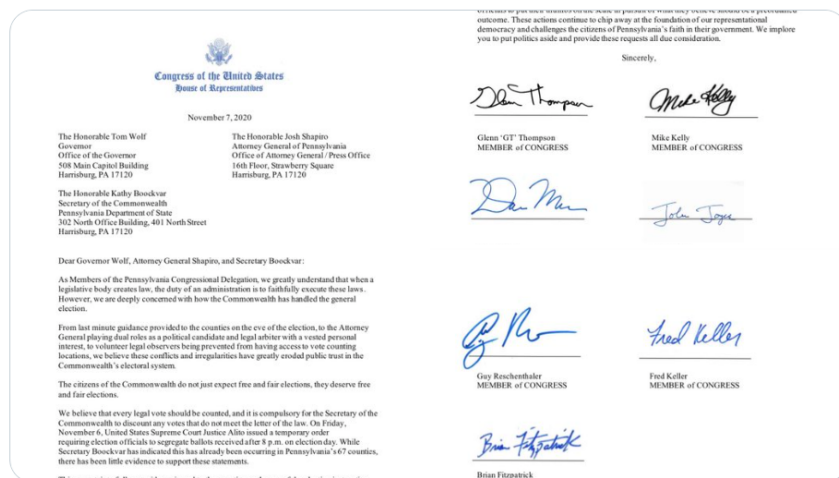 Congress of the United States
House of Representatives
November 7, 2020
The Honorable Tom Wolf
Governor
Office of the Governor
508 Main Capitol Building
Harrisburg, PA 17120
The Honorable Josh Shapiro
Attorney General of Pennsylvania
Office of Attorney General / Press Office
16th Floor, Strawberry Square
Harrisburg, PA 17120
The Honorable Kathy Boockvar
Secretary of the Commonwealth
Pennsylvania Department of State
302 North Office Building, 401 North Street
Harrisburg, PA 17120
Dear Governor Wolf, Attorney General Shapiro, and Secretary Boockvar:
As Members of the Pennsylvania Congressional Delegation, we greatly understand that when a
legislative body creates law, the duty of an administration is to faithfully execute these laws.
However, we are deeply concerned with how the Commonwealth has handled the general
election.
From last minute guidance provided to the counties on the eve of the election, to the Attorney
General playing dual roles as a political candidate and legal arbiter with a vested personal
interest, to volunteer legal observers being prevented from having access to vote counting
locations, we believe these conflicts and irregularities have greatly eroded public trust in the
Commonwealth's electoral system.
The citizens of the Commonwealth do not just expect free and fair elections, they deserve free
and fair elections.
We believe that every legal vote should be counted, and it is compulsory for the Secretary of the
Commonwealth to discount any votes that do not meet the letter of the law. On Friday,
November 6, United States Supreme Court Justice Alito issued a temporary order
requiring election officials to segregate ballots received after 8 p.m. on election day. While
Secretary Boockvar has indicated this has already been occurring in Pennsylvania's 67 counties,
there has been little evidence to support these statements.
outcome. These actions continue to chip away at the foundation of our representational
democracy and challenges the citizens of Pennsylvania's faith in their government. We implore
you to put politics aside and provide these requests all due consideration.
Sincerely,
Glenn Thompson
Mike Kelly
Glenn 'GT' Thompson
MEMBER of CONGRESS
Mike Kelly
MEMBER of CONGRESS
John Joyce
Fred Keller
Guy Reschenthaler
MEMBER of CONGRESS
Fred Keller
MEMBER of CONGRESS
Brian Fitzpatrick
Brian Fitzpatrick